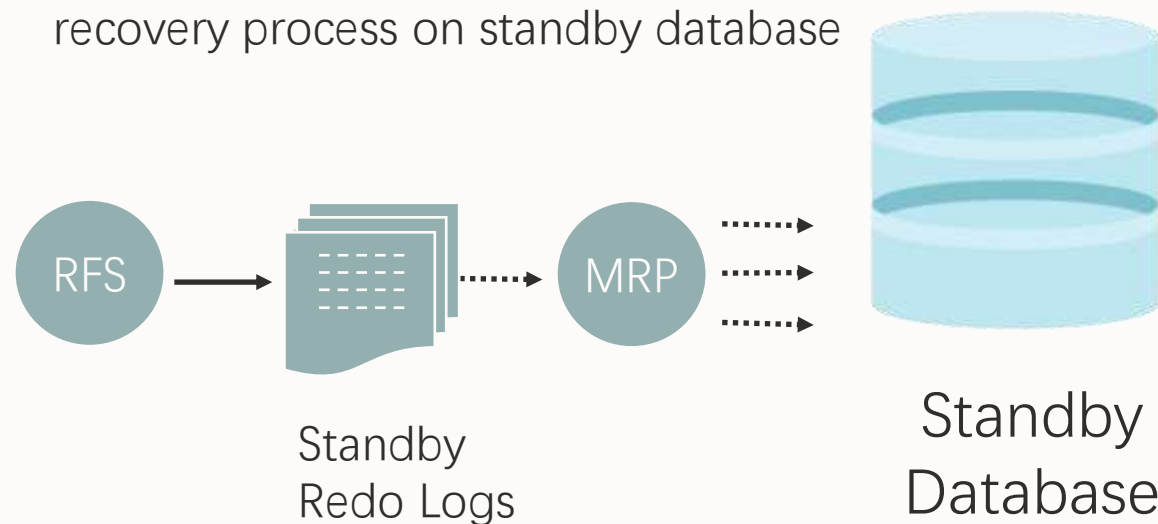 recovery process on standby database
RFS
MRP
Standby
Redo Logs
Standby
Database